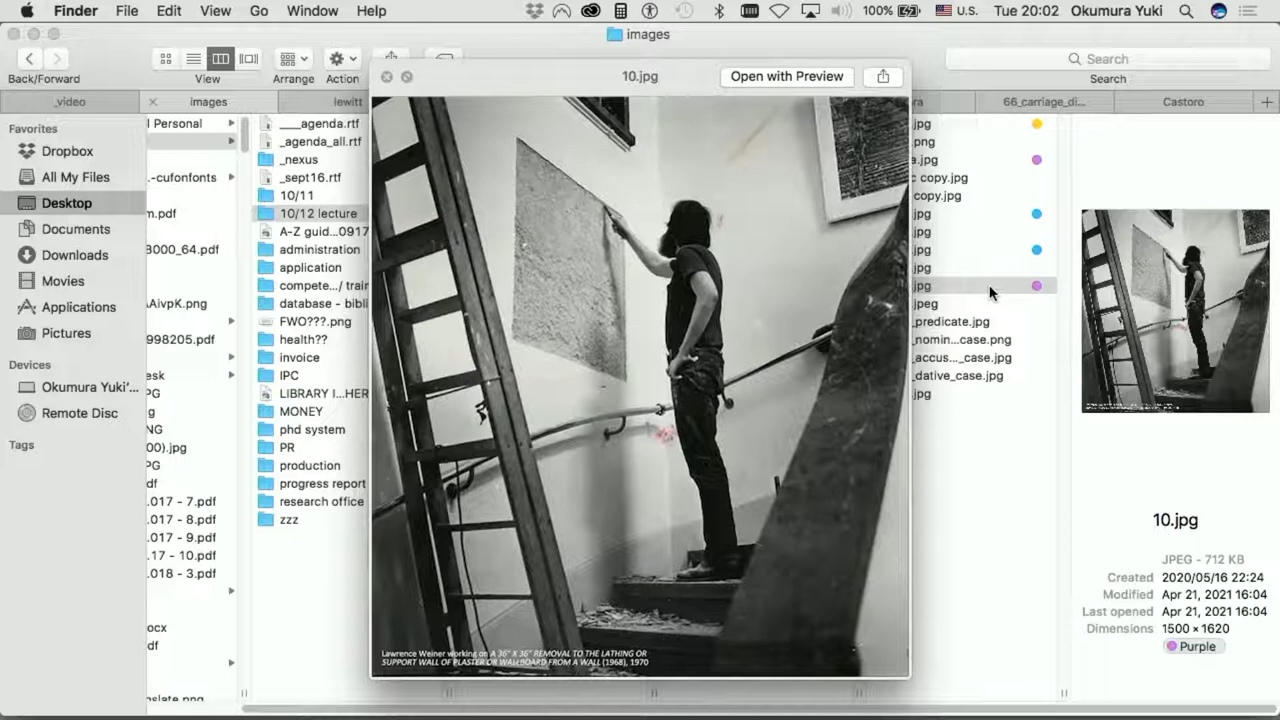 Finder File Edit View Go Window Help 100% U.S. Tue 20:02 Okumura Yuki
images
Back/Forward View Arrange Action Search Search
10.jpg Open with Preview
_video images lewitt 66_carriage_di... Castoro
Favorites
Dropbox
All My Files
Desktop
Documents
Downloads
Movies
Applications
Pictures
Devices
Okumura Yuki'...
Remote Disc
Tags
l Personal
.-cufonfonts
m.pdf
8000_64.pdf
AivpK.png
998205.pdf
esk
PG
g
NG
00).jpg
PG
.017 - 7.pdf
.017 - 8.pdf
.017 - 9.pdf
.17 - 10.pdf
.018 - 3.pdf
ocx
df
nslate.png
___agenda.rtf
_agenda_all.rtf
_nexus
_sept16.rtf
10/11
10/12 lecture
A-Z guid...0917
administration
application
compete.../ trai
database - bibli
FWO???.png
health??
invoice
IPC
LIBRARY I...HER
MONEY
phd system
PR
production
progress report
research office
zzz
Lawrence Weiner working on A 36" X 36" REMOVAL TO THE LATHING OR
SUPPORT WALL OF PLASTER OR WALLBOARD FROM A WALL (1968), 1970
.jpg
.png
a.jpg
c copy.jpg
copy.jpg
.jpg
.jpg
.jpg
.jpg
.jpg
.jpeg
_predicate.jpg
_nomin...case.png
_accus..._case.jpg
_dative_case.jpg
.jpg
10.jpg
JPEG - 712 KB
Created 2020/05/16 22:24
Modified Apr 21, 2021 16:04
Last opened Apr 21, 2021 16:04
Dimensions 1500 × 1620
Purple